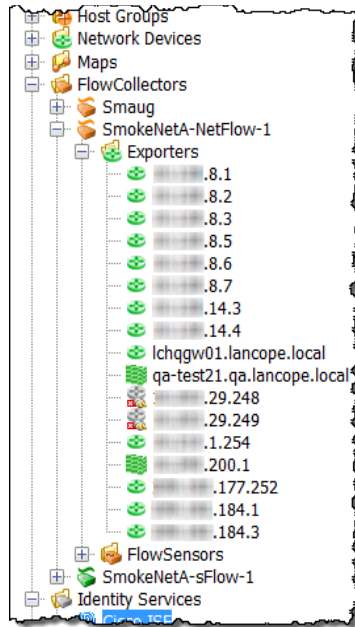 Host Groups
Network Devices
Maps
FlowCollectors
Smaug
SmokeNetA-NetFlow-1
Exporters
.8.1
.8.2
.8.3
.8.5
.8.6
.8.7
.14.3
.14.4
lchqgw01.lancope.local
qa-test21.qa.lancope.local
.29.248
.29.249
.1.254
.200.1
.177.252
.184.1
.184.3
FlowSensors
SmokeNetA-sFlow-1
Identity Services
Cisco ISE